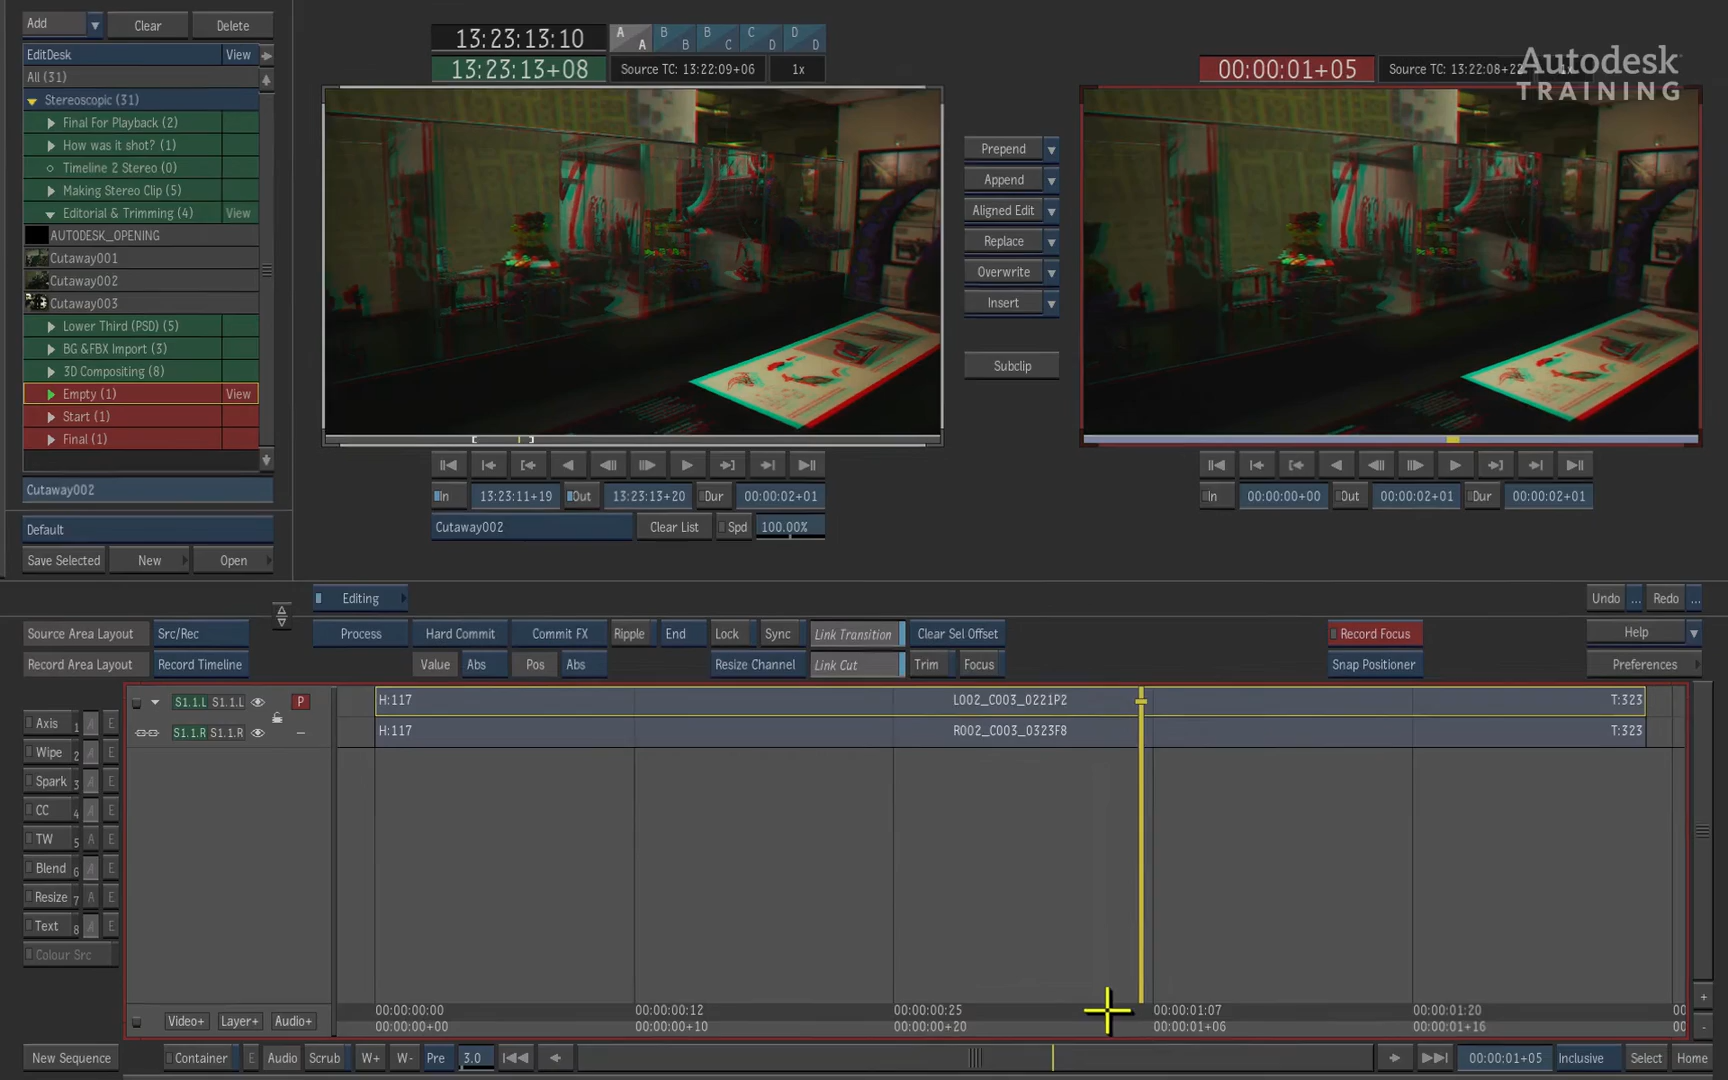 Add
Clear
Delete
EditDesk
View
All (31)
Stereoscopic (31)
Final For Playback (2)
How was it shot? (1)
Timeline 2 Stereo (0)
Making Stereo Clip (5)
Editorial & Trimming (4)
View
AUTODESK_OPENING
Cutaway001
Cutaway002
Cutaway003
Lower Third (PSD) (5)
BG &FBX Import (3)
3D Compositing (8)
Empty (1)
View
Start (1)
Final (1)
Cutaway002
Default
Save Selected
New
Open
13:23:13:10
A A B B B C C D D D
13:23:13+08
Source TC: 13:22:09+06
1x
In
13:23:11+19
Out
13:23:13+20
Dur
00:00:02+01
Cutaway002
Clear List
Spd
100.00%
Prepend
Append
Aligned Edit
Replace
Overwrite
Insert
Subclip
00:00:01+05
Source TC: 13:22:08+22
Autodesk
TRAINING
In
00:00:00+00
Out
00:00:02+01
Dur
00:00:02+01
Editing
Undo
...
Redo
...
Source Area Layout
Src/Rec
Process
Hard Commit
Commit FX
Ripple
End
Lock
Sync
Link Transition
Clear Sel Offset
Record Focus
Help
Record Area Layout
Record Timeline
Value
Abs
Pos
Abs
Resize Channel
Link Cut
Trim
Focus
Snap Positioner
Preferences
S1.1.L S1.1.L
P
H:117
L002_C003_0221P2
T:323
S1.1.R S1.1.R
H:117
R002_C003_0323F8
T:323
Axis 1 A E
Wipe 2 A E
Spark 3 A E
CC 4 A E
TW 5 A E
Blend 6 A E
Resize 7 A E
Text 8 A E
Colour Src
Video+
Layer+
Audio+
00:00:00:00
00:00:00:12
00:00:00:25
00:00:01:07
00:00:01:20
00
00:00:00+00
00:00:00+10
00:00:00+20
00:00:01+06
00:00:01+16
00
+
-
New Sequence
Container
E
Audio
Scrub
W+
W-
Pre
3.0
00:00:01+05
Inclusive
Select
Home